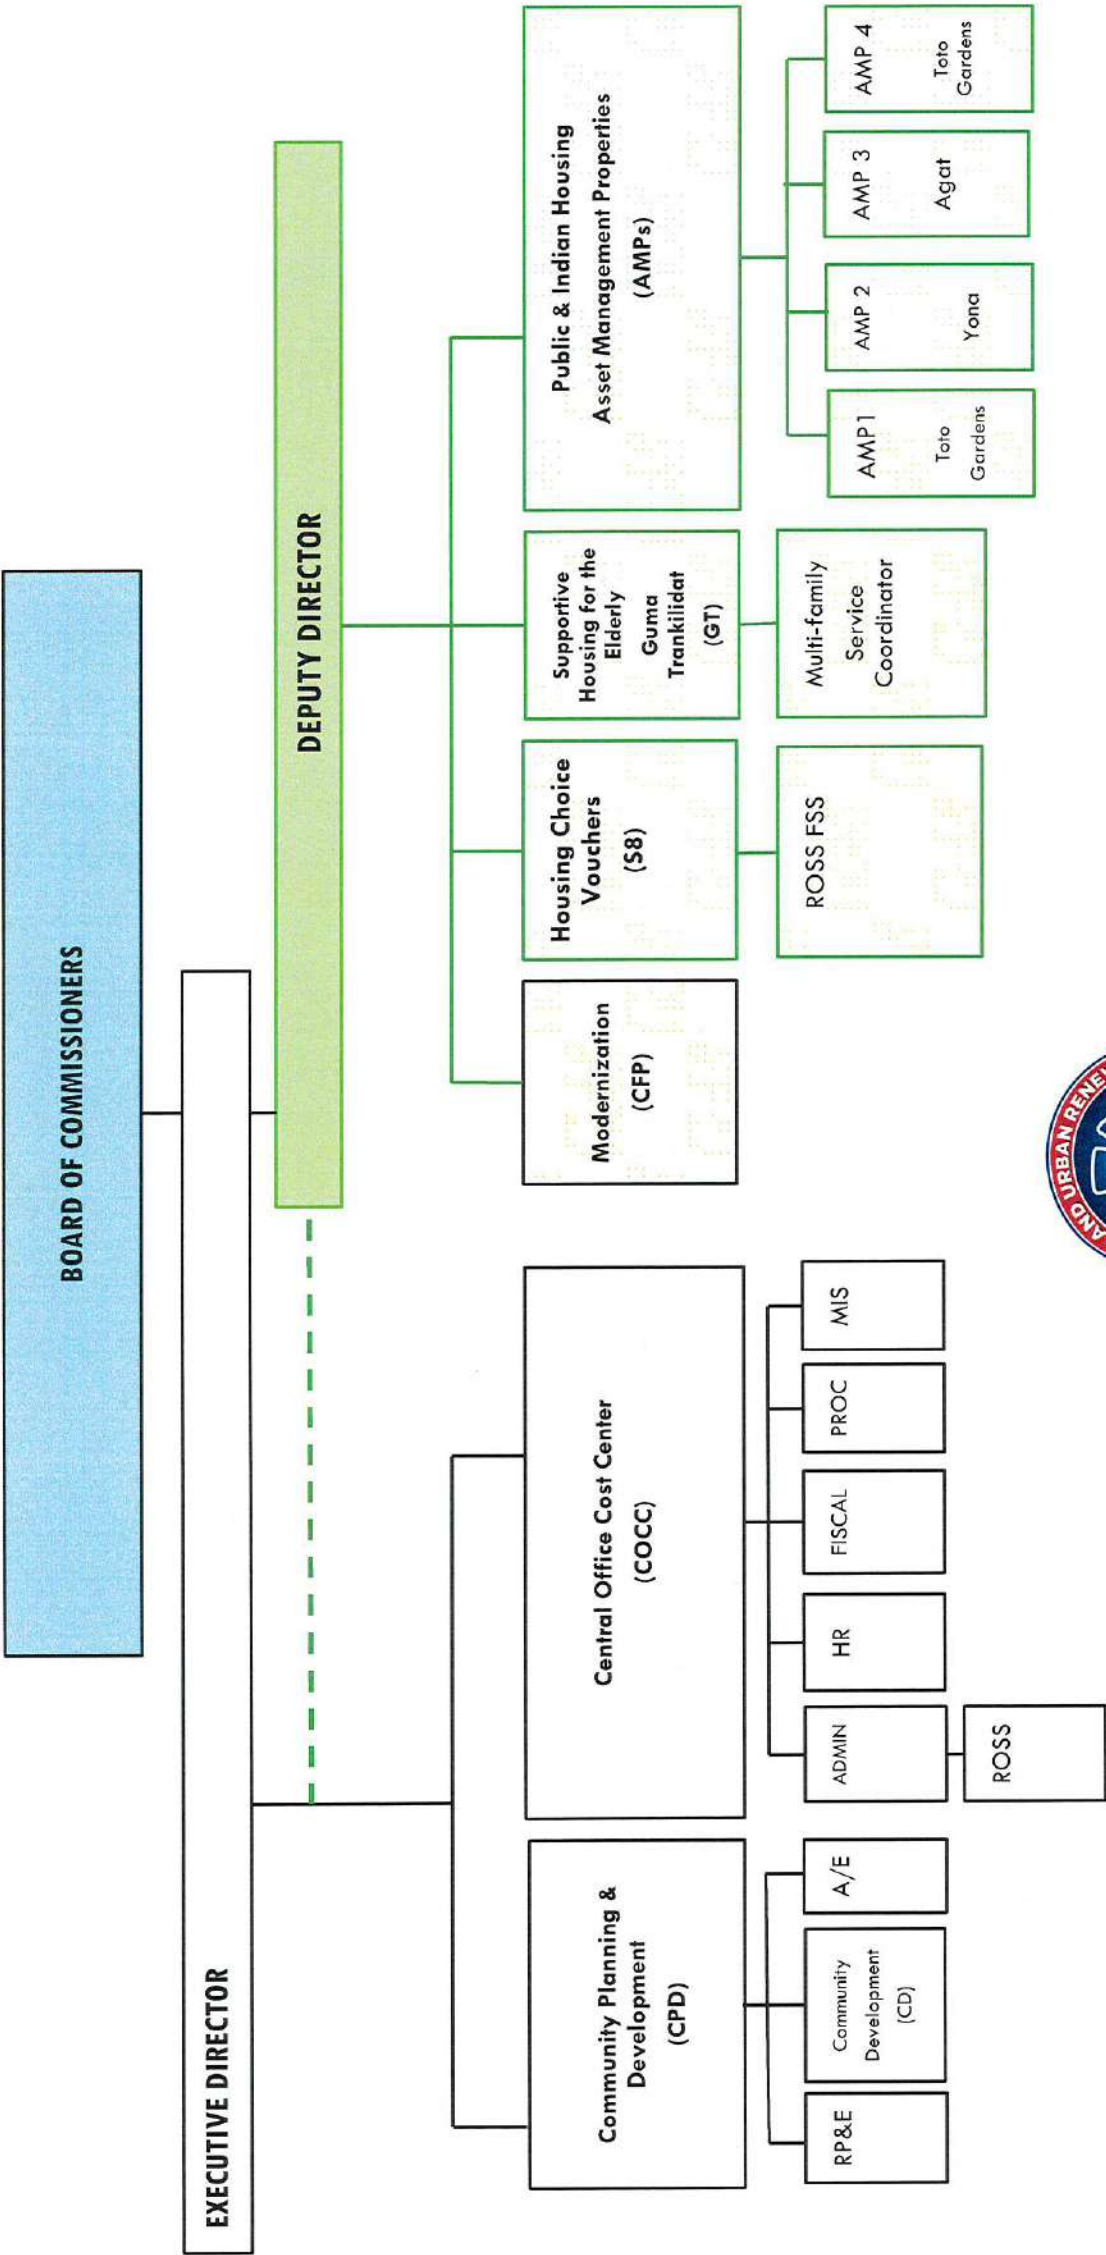 BOARD OF COMMISSIONERS
EXECUTIVE DIRECTOR
DEPUTY DIRECTOR
Community Planning &
Development
(CPD)
Central Office Cost Center
(COCC)
Modernization
(CFP)
Housing Choice
Vouchers
(S8)
Supportive
Housing for the
Elderly
Guma
Trankilidat
(GT)
Public & Indian Housing
Asset Management Properties
(AMPs)
RP&E
Community
Development
(CD)
A/E
ADMIN
HR
FISCAL
PROC
MIS
ROSS
ROSS FSS
Multi-family
Service
Coordinator
AMP1
Toto
Gardens
AMP 2
Yona
AMP 3
Agat
AMP 4
Toto
Gardens
AND URBAN